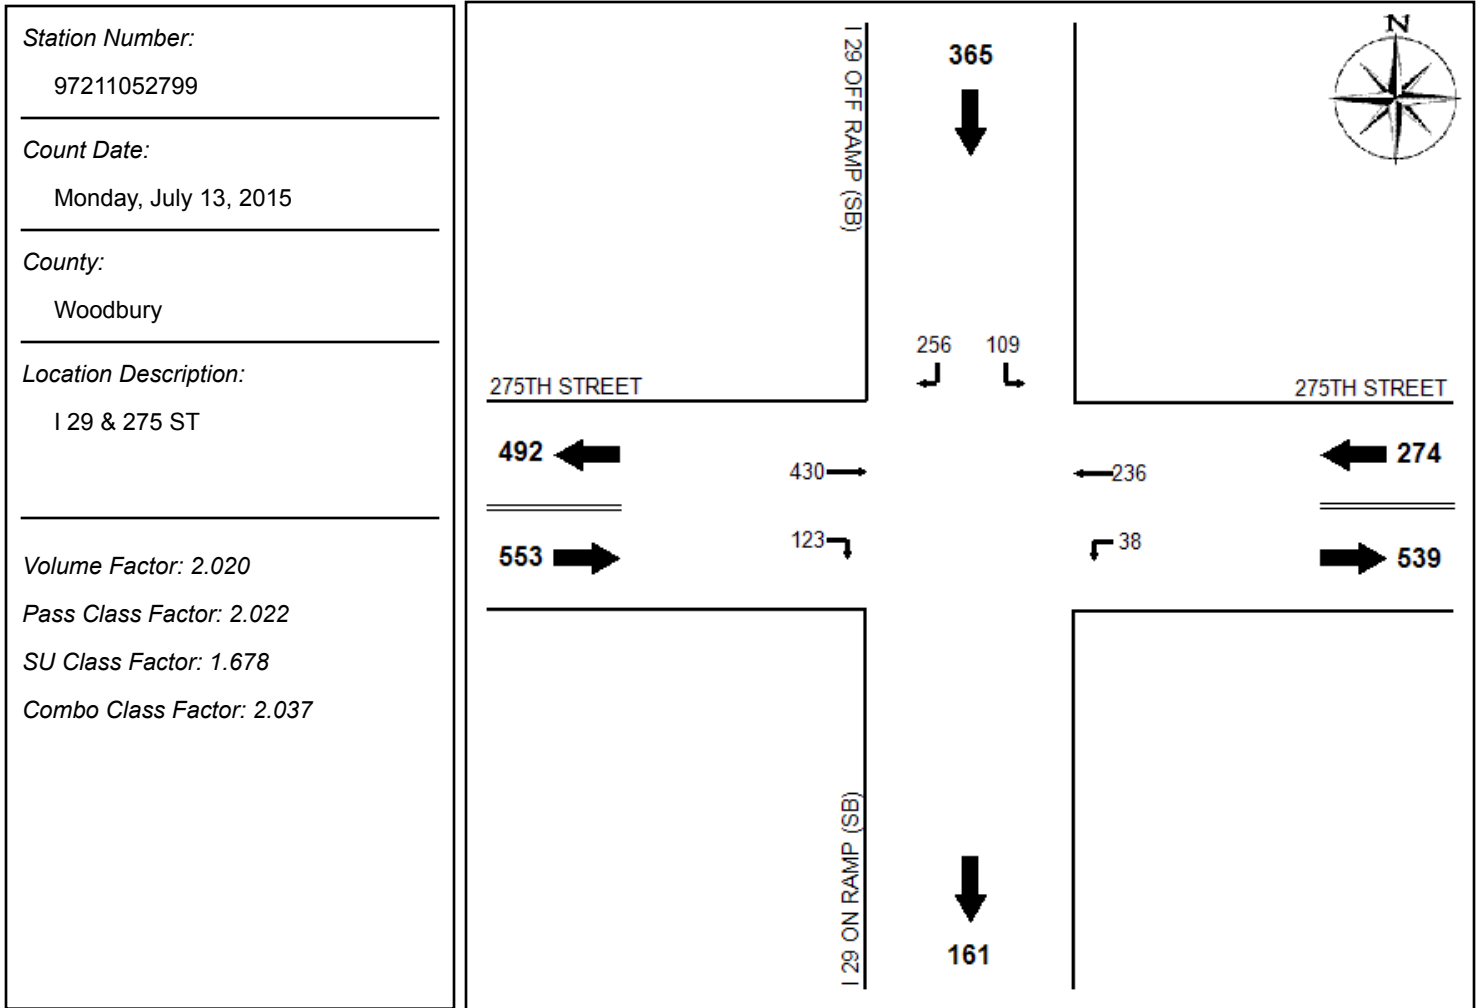 Station Number:
97211052799
Count Date:
Monday, July 13, 2015
County:
Woodbury
Location Description:
I 29 & 275 ST
Volume Factor: 2.020
Pass Class Factor: 2.022
SU Class Factor: 1.678
Combo Class Factor: 2.037
N
I 29 OFF RAMP (SB)
365
256 109
275TH STREET
275TH STREET
492
430
236
274
553
123
38
539
I 29 ON RAMP (SB)
161